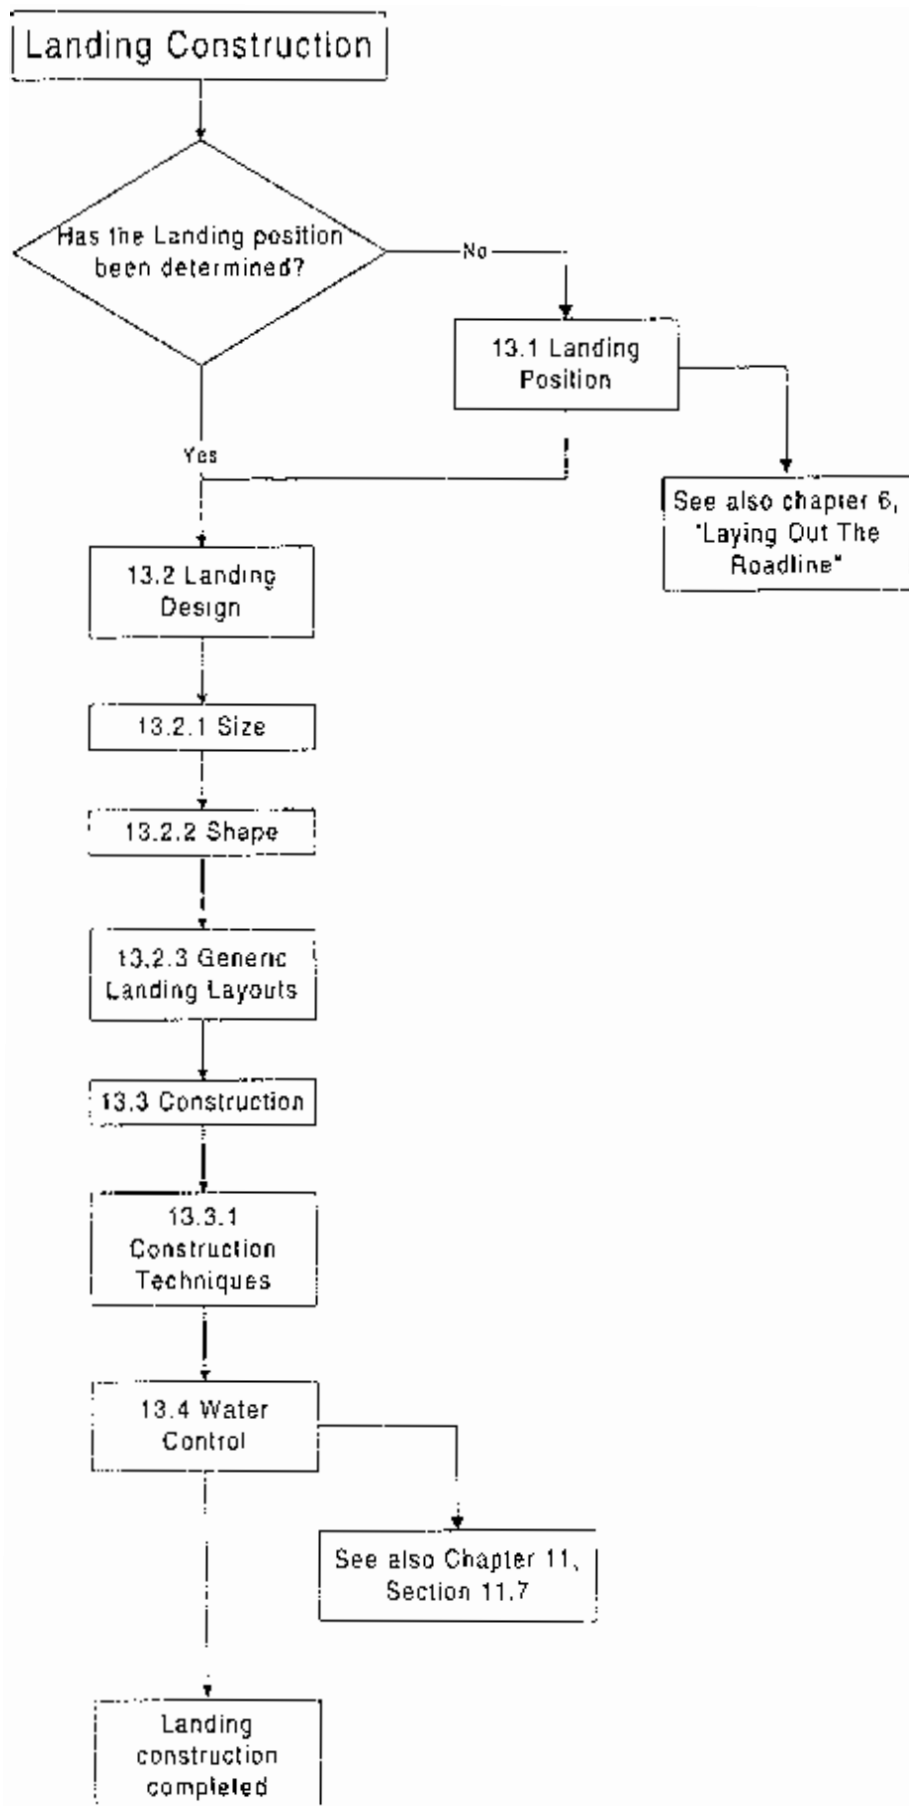 Landing Construction
Has the Landing position
been determined?
No
13.1 Landing
Position
Yes
See also chapter 6,
"Laying Out The
Roadline"
13.2 Landing
Design
13.2.1 Size
13.2.2 Shape
13.2.3 Generic
Landing Layouts
13.3 Construction
13.3.1
Construction
Techniques
13.4 Water
Control
See also Chapter 11,
Section 11.7
Landing
construction
completed